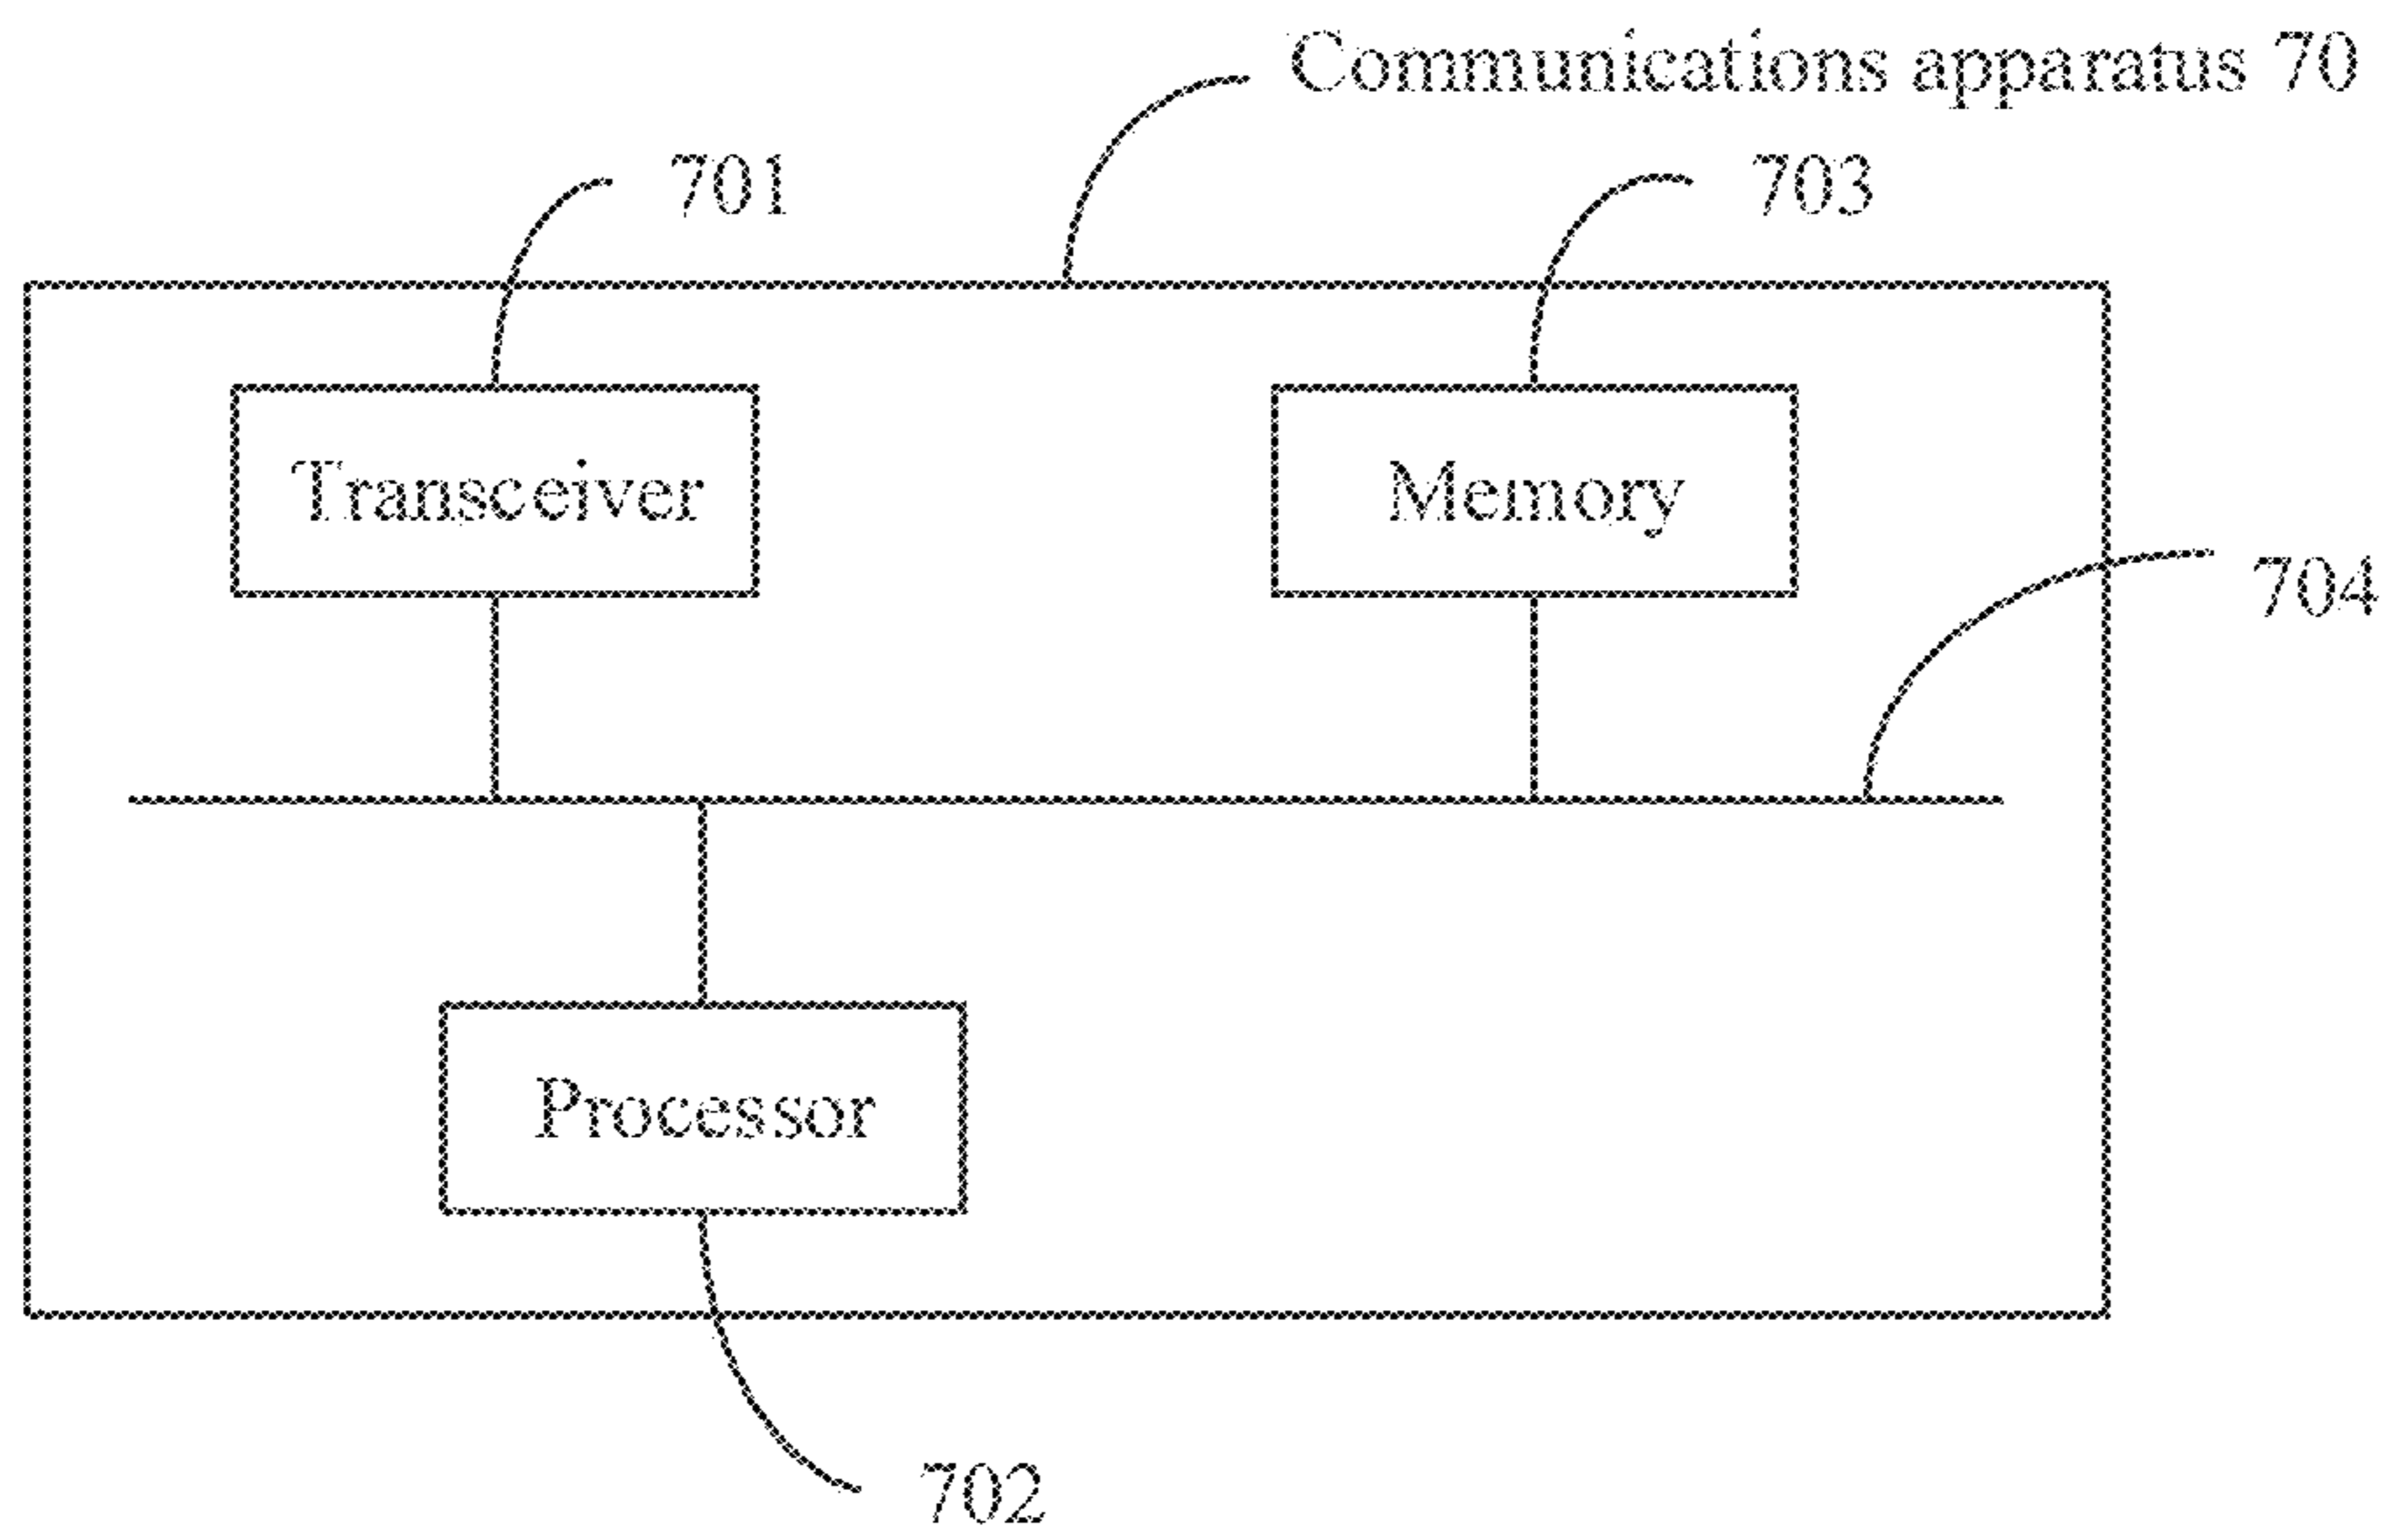 Communications apparatus 70
701
703
Transceiver
Memory
704
Processor
702